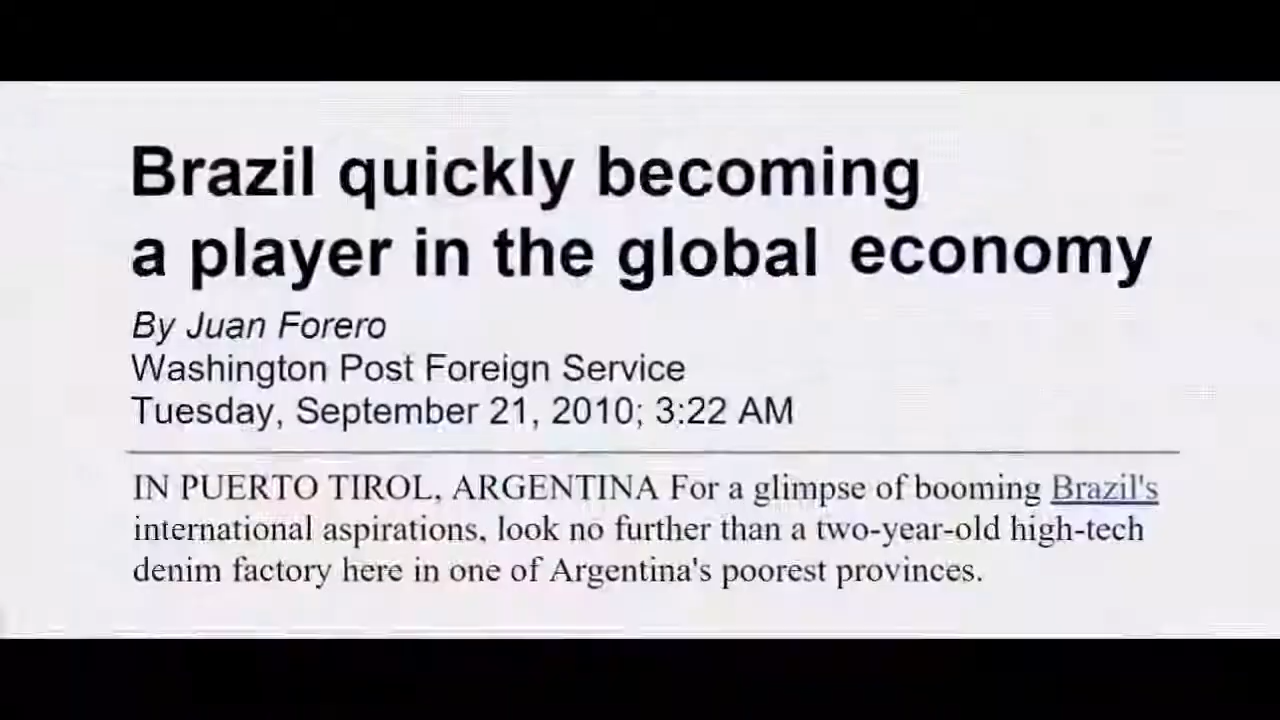 Brazil quickly becoming
a player in the global economy
By Juan Forero
Washington Post Foreign Service
Tuesday, September 21, 2010; 3:22 AM
IN PUERTO TIROL, ARGENTINA For a glimpse of booming Brazil's
international aspirations, look no further than a two-year-old high-tech
denim factory here in one of Argentina's poorest provinces.